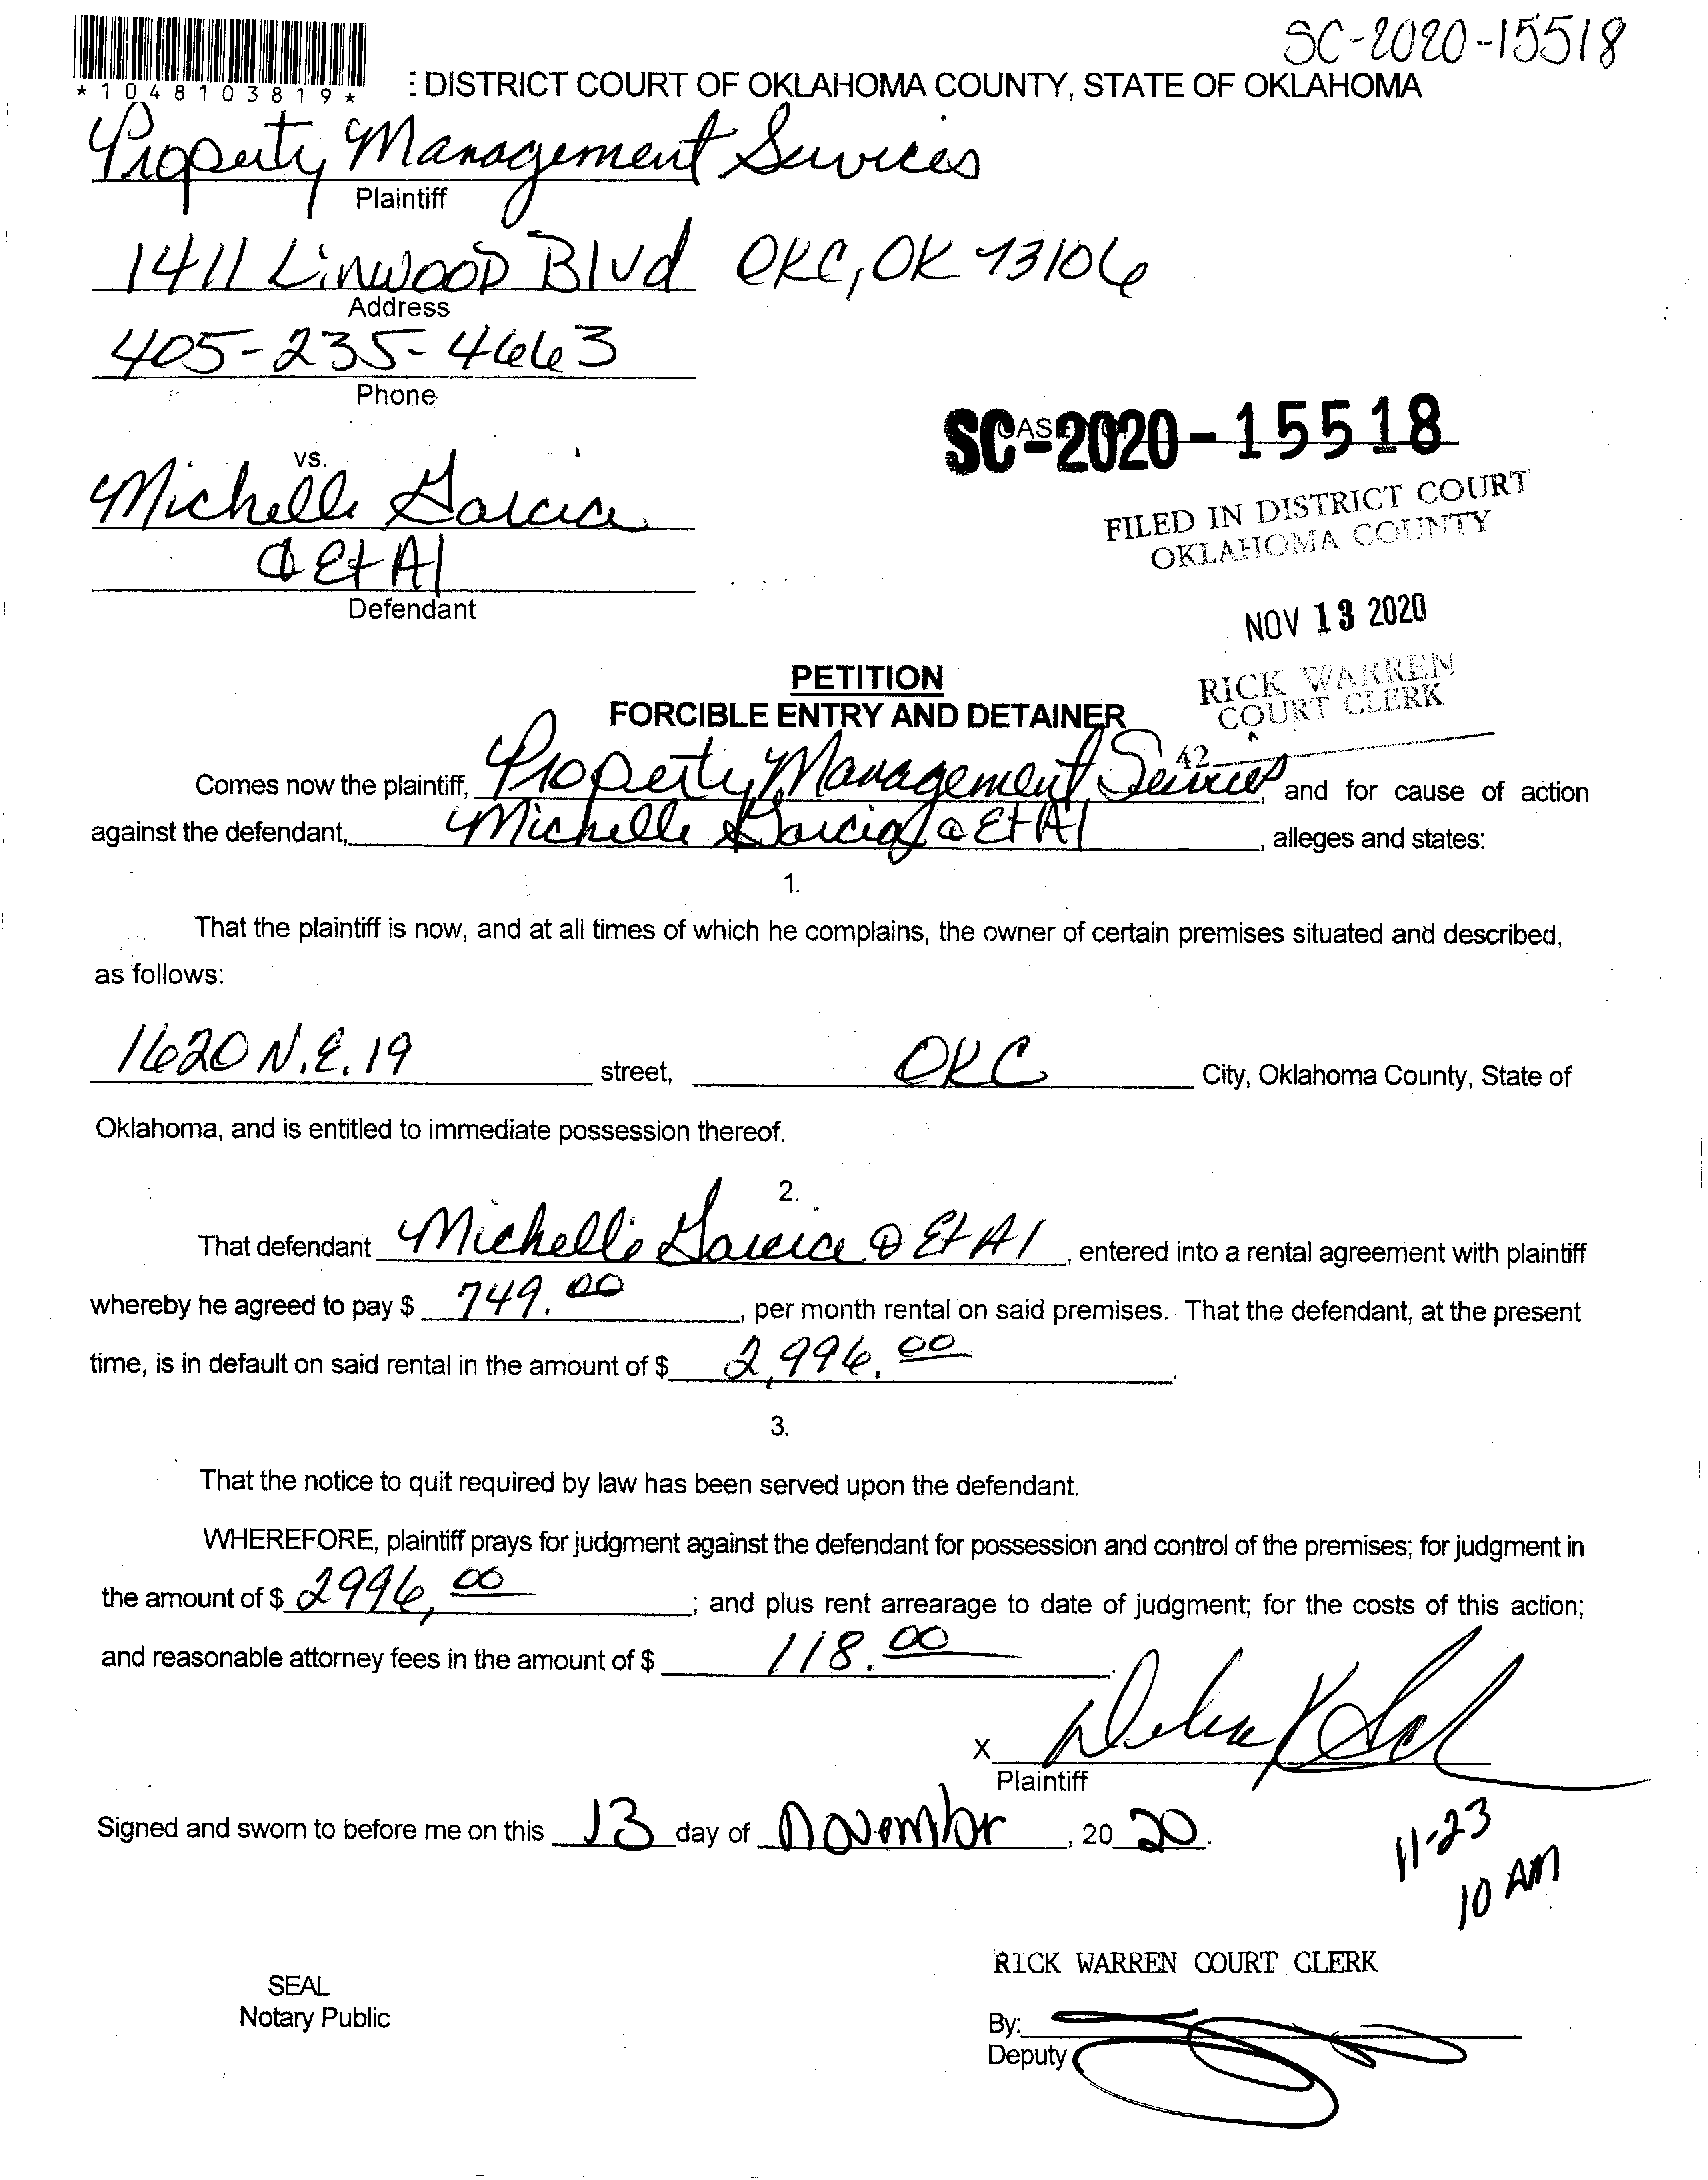 SC-2020-15518
*1048103819*
: DISTRICT COURT OF OKLAHOMA COUNTY, STATE OF OKLAHOMA
Property Management Services
Plaintiff
1411 Linwood Blvd OKC, OK 73106
Address
405-235-4663
Phone
SC-2020-15518
vs.
Michelle Garcia
FILED IN DISTRICT COURT
OKLAHOMA COUNTY
& Et Al
Defendant
NOV 13 2020
PETITION
RICK WARREN
COURT CLERK
FORCIBLE ENTRY AND DETAINER
42
Comes now the plaintiff, Property Management Services, and for cause of action
against the defendant, Michelle Garcia & Et Al, alleges and states:
1.
That the plaintiff is now, and at all times of which he complains, the owner of certain premises situated and described,
as follows:
1620 N.E. 19 street, OKC City, Oklahoma County, State of
Oklahoma, and is entitled to immediate possession thereof.
2.
That defendant Michelle Garcia & Et Al, entered into a rental agreement with plaintiff
whereby he agreed to pay $ 749.00, per month rental on said premises. That the defendant, at the present
time, is in default on said rental in the amount of $ 2,996.00.
3.
That the notice to quit required by law has been served upon the defendant.
WHEREFORE, plaintiff prays for judgment against the defendant for possession and control of the premises; for judgment in
the amount of $ 2996.00; and plus rent arrearage to date of judgment; for the costs of this action;
and reasonable attorney fees in the amount of $ 118.00
X
Plaintiff
Signed and sworn to before me on this 13 day of November, 20 20.
11-23
10 AM
RICK WARREN COURT CLERK
SEAL
Notary Public
By:
Deputy